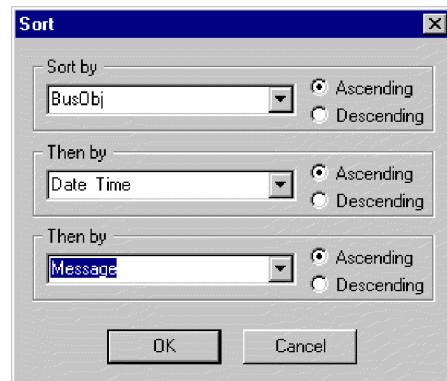 Sort
Sort by
BusObj
Ascending
Descending
Then by
Date Time
Ascending
Descending
Then by
Message
Ascending
Descending
OK
Cancel